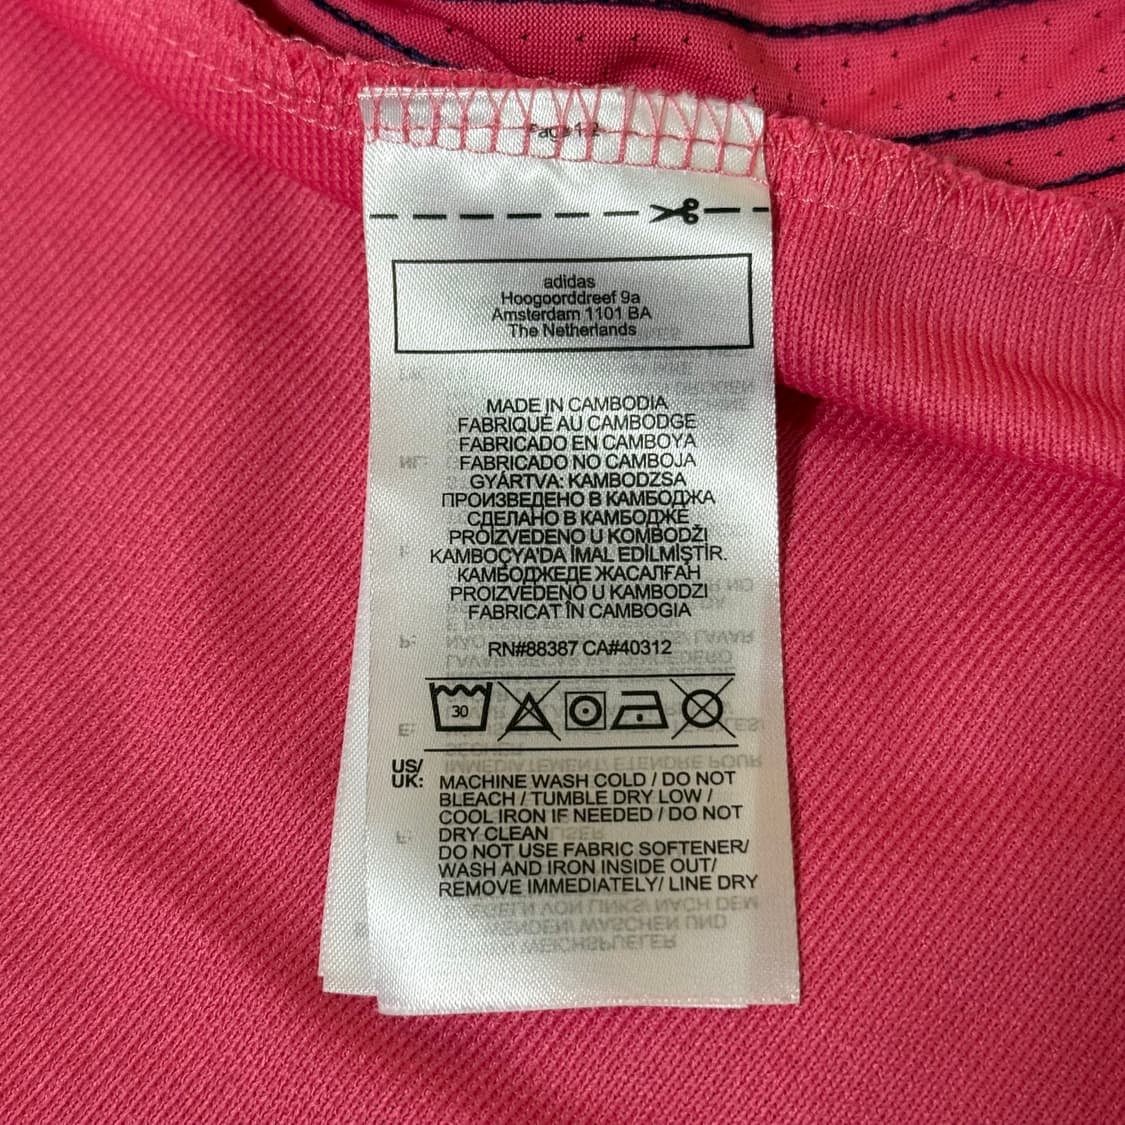 Page 1-2
adidas
Hoogoorddreef 9a
Amsterdam 1101 BA
The Netherlands
MADE IN CAMBODIA
FABRIQUÉ AU CAMBODGE
FABRICADO EN CAMBOYA
FABRICADO NO CAMBOJA
GYÁRTVA: KAMBODZSA
ПРОИЗВЕДЕНО В КАМБОДЖА
СДЕЛАНО В КАМБОДЖЕ
PROIZVEDENO U KOMBODŽI
KAMBOÇYA'DA İMAL EDİLMİŞTİR.
КАМБОДЖЕДЕ ЖАСАЛҒАН
PROIZVEDENO U KAMBODZI
FABRICAT ÎN CAMBOGIA
RN#88387 CA#40312
30
US/
UK: MACHINE WASH COLD / DO NOT
BLEACH / TUMBLE DRY LOW /
COOL IRON IF NEEDED / DO NOT
DRY CLEAN
DO NOT USE FABRIC SOFTENER/
WASH AND IRON INSIDE OUT/
REMOVE IMMEDIATELY/ LINE DRY